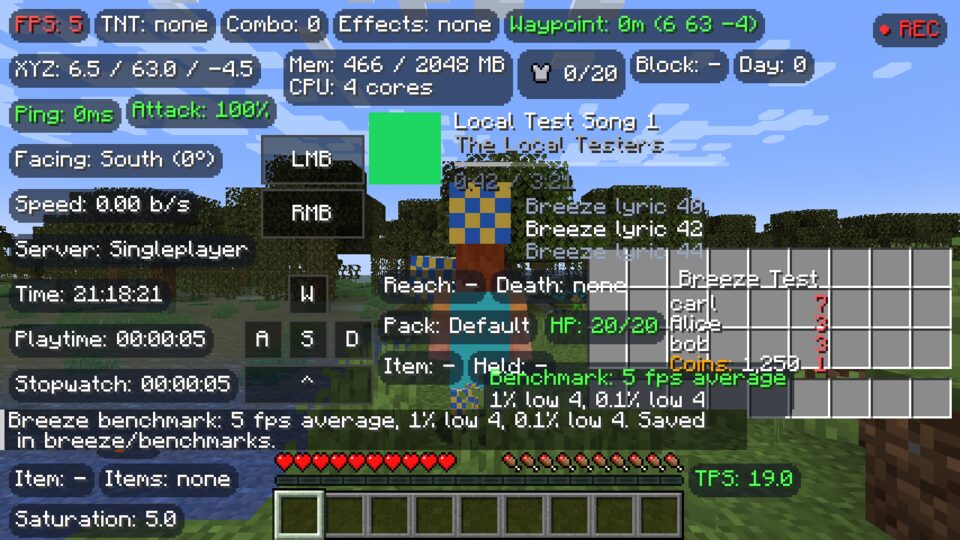 FPS: 5 TNT: none Combo: 0 Effects: none Waypoint: 0m (6 63 -4) REC
XYZ: 6.5 / 63.0 / -4.5 Mem: 466 / 2048 MB 0/20 Block: - Day: 0
CPU: 4 cores
Ping: 0ms Attack: 100%
Local Test Song 1
The Local Testers
Facing: South (0°) LMB
0:42 / 3:21
Speed: 0.00 b/s RMB
Breeze lyric 40
Breeze lyric 42
Breeze lyric 44
Server: Singleplayer
Breeze Test
Reach: - Death: none
Time: 21:18:21 W
carl 7
Alice 3
bob 3
Coins: 1,250 1
Pack: Default HP: 20/20
Playtime: 00:00:05 A S D
Item: - Held: -
Benchmark: 5 fps average
1% low 4, 0.1% low 4
Stopwatch: 00:00:05 ^
Breeze benchmark: 5 fps average, 1% low 4, 0.1% low 4. Saved
in breeze/benchmarks.
Item: - Items: none TPS: 19.0
Saturation: 5.0